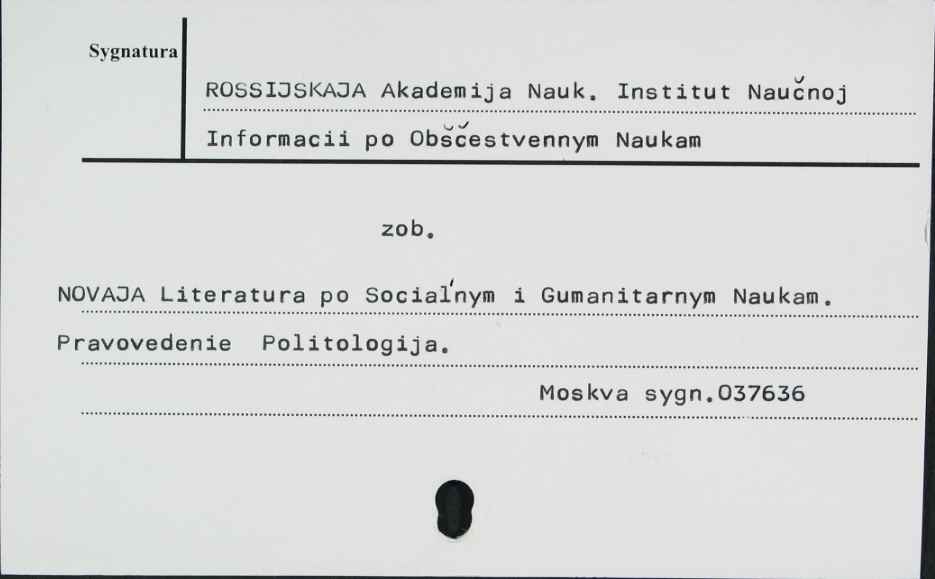 Sygnatura
ROSSIJSKAJA Akademija Nauk. Institut Naučnoj
Informacii po Obščestvennym Naukam
zob.
NOVAJA Literatura po Social'nym i Gumanitarnym Naukam.
Pravovedenie Politologija.
Moskva sygn.037636